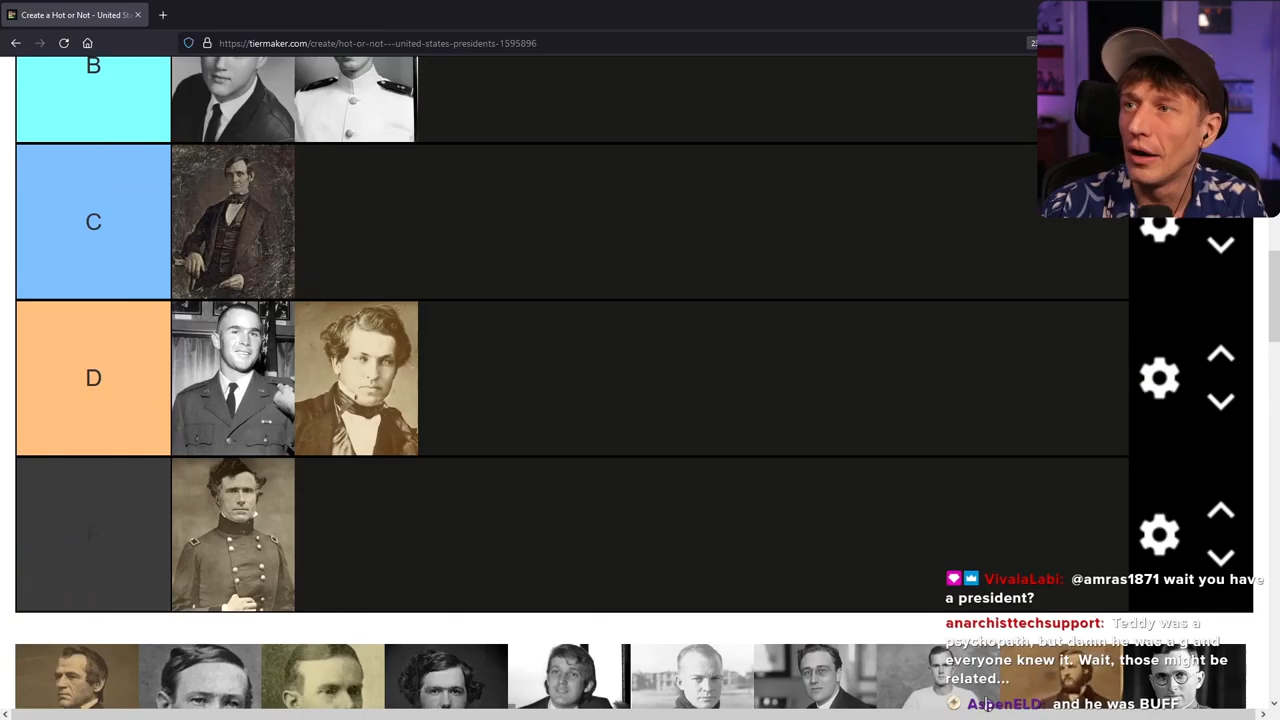 Create a Hot or Not - United St
https://tiermaker.com/create/hot-or-not---united-states-presidents-1595896
B
C
D
F
VivalaLabi: @amras1871 wait you have
a president?
anarchisttechsupport: Teddy was a
psychopath, but damn he was a g and
everyone knew it. Wait, those might be
related...
AspenELD: and he was BUFF